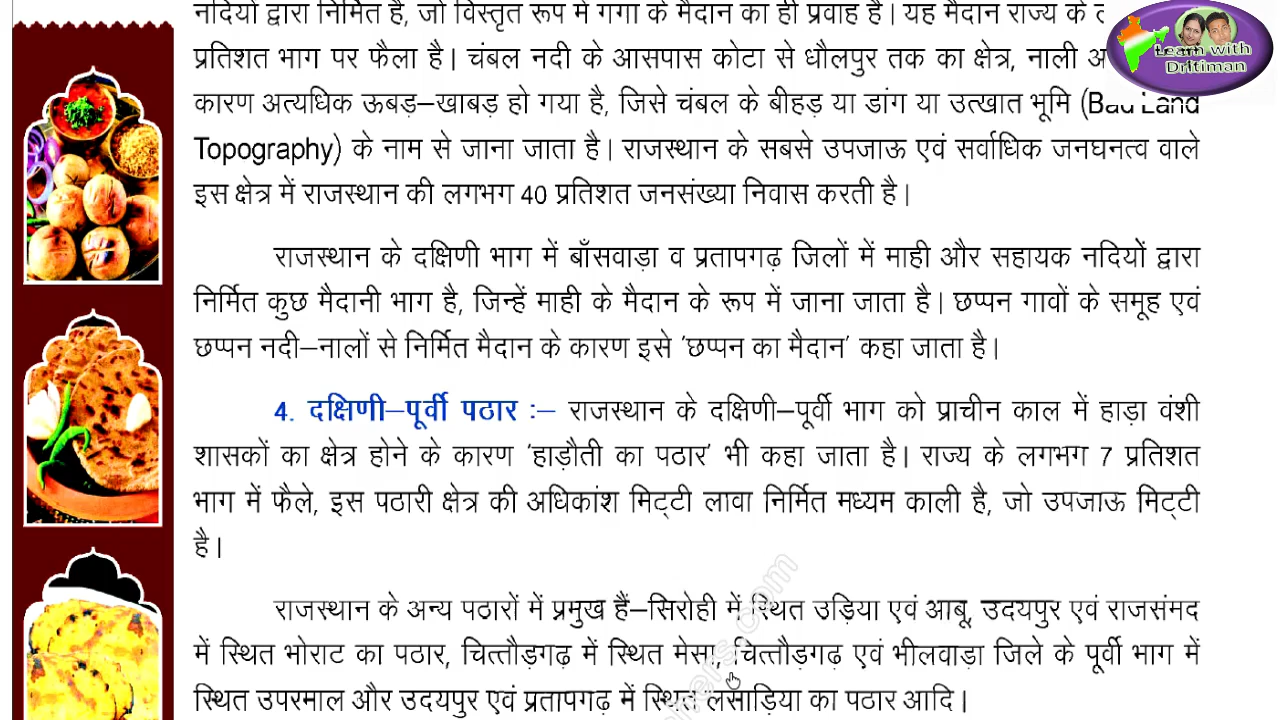 नदियों द्वारा निर्मित है, जो विस्तृत रूप में गंगा के मैदान का ही प्रवाह है। यह मैदान राज्य के
प्रतिशत भाग पर फैला है। चंबल नदी के आसपास कोटा से धौलपुर तक का क्षेत्र, नाली
कारण अत्यधिक ऊबड़–खाबड़ हो गया है, जिसे चंबल के बीहड़ या डांग या उत्खात भूमि (Bad Land
Topography) के नाम से जाना जाता है। राजस्थान के सबसे उपजाऊ एवं सर्वाधिक जनघनत्व वाले
इस क्षेत्र में राजस्थान की लगभग 40 प्रतिशत जनसंख्या निवास करती है।
राजस्थान के दक्षिणी भाग में बाँसवाड़ा व प्रतापगढ़ जिलों में माही और सहायक नदियों द्वारा
निर्मित कुछ मैदानी भाग है, जिन्हें माही के मैदान के रूप में जाना जाता है। छप्पन गावों के समूह एवं
छप्पन नदी–नालों से निर्मित मैदान के कारण इसे 'छप्पन का मैदान' कहा जाता है।
4. दक्षिणी–पूर्वी पठार :– राजस्थान के दक्षिणी–पूर्वी भाग को प्राचीन काल में हाड़ा वंशी
शासकों का क्षेत्र होने के कारण 'हाड़ौती का पठार' भी कहा जाता है। राज्य के लगभग 7 प्रतिशत
भाग में फैले, इस पठारी क्षेत्र की अधिकांश मिट्टी लावा निर्मित मध्यम काली है, जो उपजाऊ मिट्टी
है।
राजस्थान के अन्य पठारों में प्रमुख हैं–सिरोही में स्थित उड़िया एवं आबू, उदयपुर एवं राजसंमद
में स्थित भोराट का पठार, चित्तौड़गढ़ में स्थित मेसा, चित्तौड़गढ़ एवं भीलवाड़ा जिले के पूर्वी भाग में
स्थित उपरमाल और उदयपुर एवं प्रतापगढ़ में स्थित लसाड़िया का पठार आदि।
Learn with
Dritiman